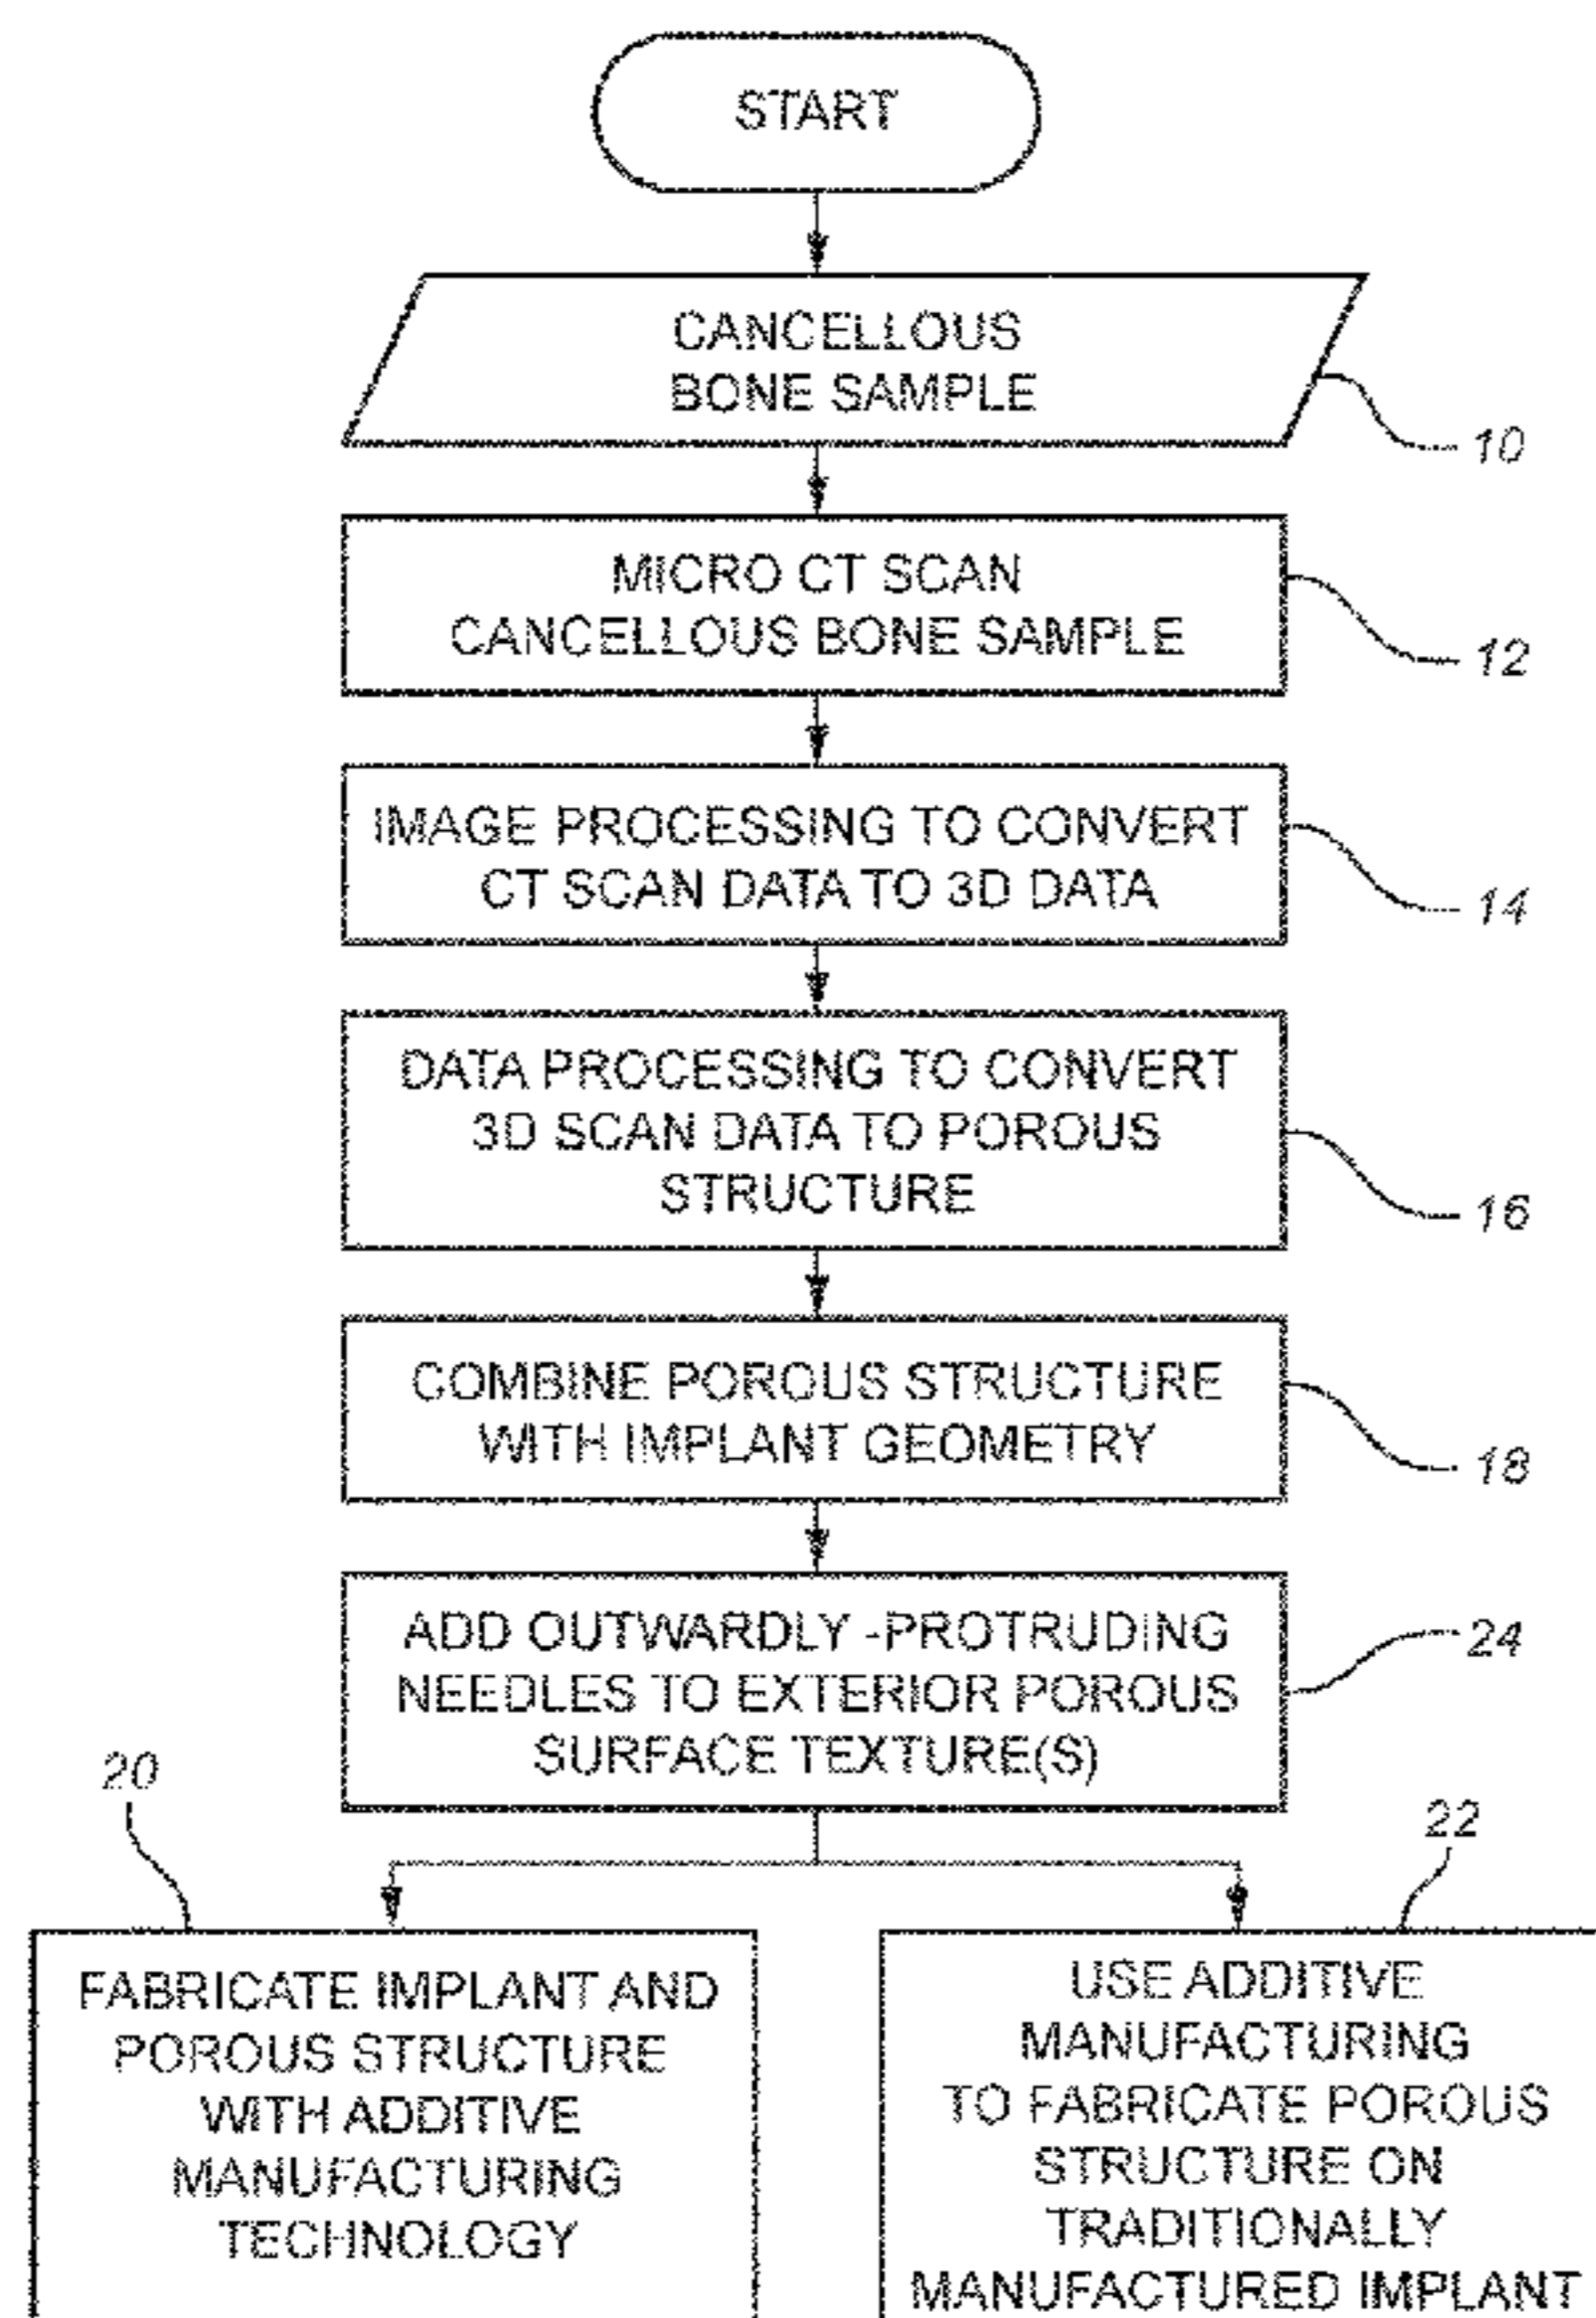 START
CANCELLOUS
BONE SAMPLE
10
MICRO CT SCAN
CANCELLOUS BONE SAMPLE
12
IMAGE PROCESSING TO CONVERT
CT SCAN DATA TO 3D DATA
14
DATA PROCESSING TO CONVERT
3D SCAN DATA TO POROUS
STRUCTURE
16
COMBINE POROUS STRUCTURE
WITH IMPLANT GEOMETRY
18
ADD OUTWARDLY -PROTRUDING
NEEDLES TO EXTERIOR POROUS
SURFACE TEXTURE(S)
24
20
FABRICATE IMPLANT AND
POROUS STRUCTURE
WITH ADDITIVE
MANUFACTURING
TECHNOLOGY
22
USE ADDITIVE
MANUFACTURING
TO FABRICATE POROUS
STRUCTURE ON
TRADITIONALLY
MANUFACTURED IMPLANT